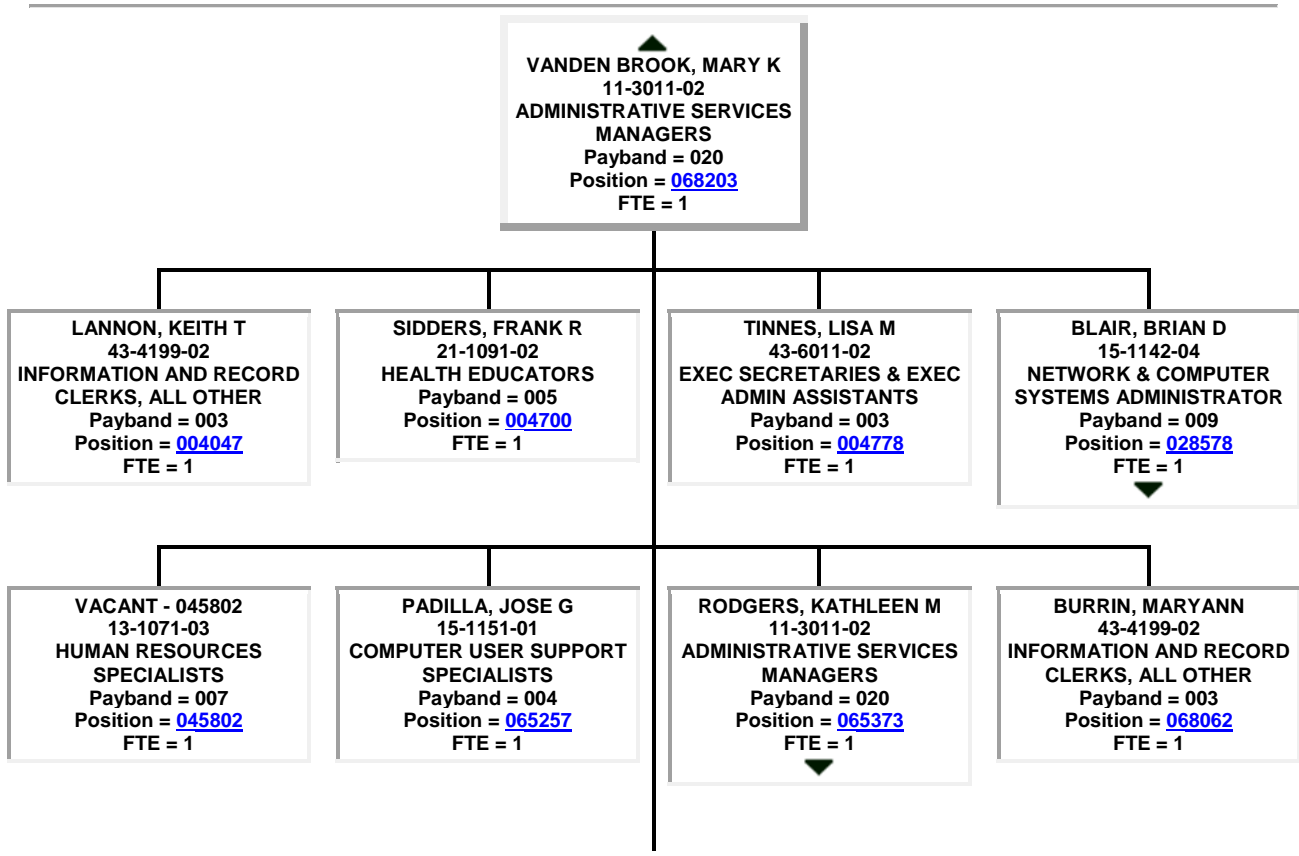 VANDEN BROOK, MARY K
11-3011-02
ADMINISTRATIVE SERVICES
MANAGERS
Payband = 020
Position = 068203
FTE = 1
LANNON, KEITH T
43-4199-02
INFORMATION AND RECORD
CLERKS, ALL OTHER
Payband = 003
Position = 004047
FTE = 1
SIDDERS, FRANK R
21-1091-02
HEALTH EDUCATORS
Payband = 005
Position = 004700
FTE = 1
TINNES, LISA M
43-6011-02
EXEC SECRETARIES & EXEC
ADMIN ASSISTANTS
Payband = 003
Position = 004778
FTE = 1
BLAIR, BRIAN D
15-1142-04
NETWORK & COMPUTER
SYSTEMS ADMINISTRATOR
Payband = 009
Position = 028578
FTE = 1
VACANT - 045802
13-1071-03
HUMAN RESOURCES
SPECIALISTS
Payband = 007
Position = 045802
FTE = 1
PADILLA, JOSE G
15-1151-01
COMPUTER USER SUPPORT
SPECIALISTS
Payband = 004
Position = 065257
FTE = 1
RODGERS, KATHLEEN M
11-3011-02
ADMINISTRATIVE SERVICES
MANAGERS
Payband = 020
Position = 065373
FTE = 1
BURRIN, MARYANN
43-4199-02
INFORMATION AND RECORD
CLERKS, ALL OTHER
Payband = 003
Position = 068062
FTE = 1